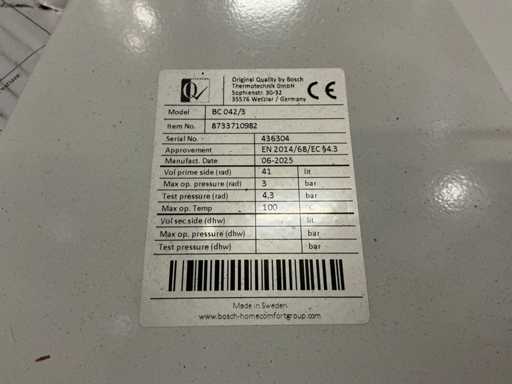 Original Quality by Bosch
Thermotechnik GmbH
Sophienstr. 30-32
35576 Wetzlar / Germany
CE
Model BC 042/3
Item No. 8733710982
Serial No. 436304
Approvement EN 2014/68/EC §4.3
Manufact. Date 06-2025
Vol prime side (rad) 41 lit
Max op. pressure (rad) 3 bar
Test pressure (rad) 4,3 bar
Max op. Temp 100 °C
Vol sec side (dhw) lit
Max op. pressure (dhw) bar
Test pressure (dhw) bar
Made in Sweden
www.bosch-homecomfortgroup.com